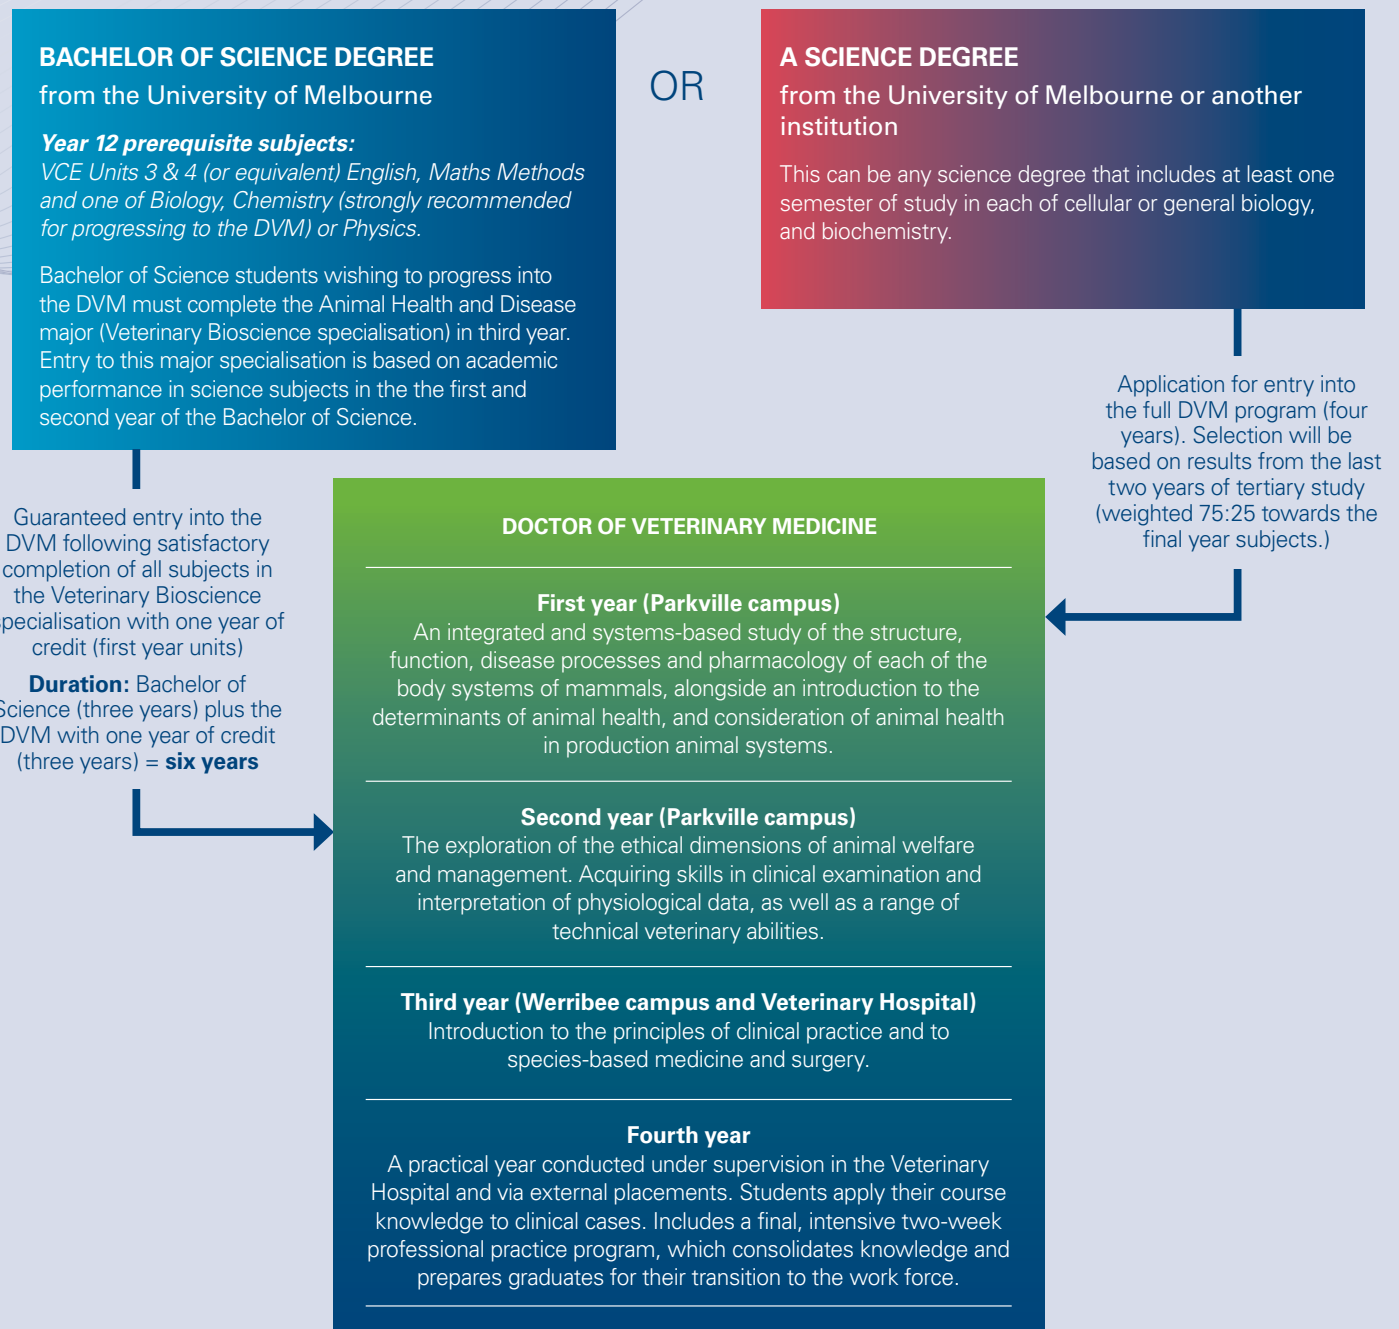 BACHELOR OF SCIENCE DEGREE
from the University of Melbourne
Year 12 prerequisite subjects:
VCE Units 3 & 4 (or equivalent) English, Maths Methods
and one of Biology, Chemistry (strongly recommended
for progressing to the DVM) or Physics.
Bachelor of Science students wishing to progress into
the DVM must complete the Animal Health and Disease
major (Veterinary Bioscience specialisation) in third year.
Entry to this major specialisation is based on academic
performance in science subjects in the the first and
second year of the Bachelor of Science.
OR
A SCIENCE DEGREE
from the University of Melbourne or another
institution
This can be any science degree that includes at least one
semester of study in each of cellular or general biology,
and biochemistry.
Guaranteed entry into the
DVM following satisfactory
completion of all subjects in
the Veterinary Bioscience
specialisation with one year of
credit (first year units)
Duration: Bachelor of
Science (three years) plus the
DVM with one year of credit
(three years) = six years
Application for entry into
the full DVM program (four
years). Selection will be
based on results from the last
two years of tertiary study
(weighted 75:25 towards the
final year subjects.)
DOCTOR OF VETERINARY MEDICINE
First year (Parkville campus)
An integrated and systems-based study of the structure,
function, disease processes and pharmacology of each of the
body systems of mammals, alongside an introduction to the
determinants of animal health, and consideration of animal health
in production animal systems.
Second year (Parkville campus)
The exploration of the ethical dimensions of animal welfare
and management. Acquiring skills in clinical examination and
interpretation of physiological data, as well as a range of
technical veterinary abilities.
Third year (Werribee campus and Veterinary Hospital)
Introduction to the principles of clinical practice and to
species-based medicine and surgery.
Fourth year
A practical year conducted under supervision in the Veterinary
Hospital and via external placements. Students apply their course
knowledge to clinical cases. Includes a final, intensive two-week
professional practice program, which consolidates knowledge and
prepares graduates for their transition to the work force.